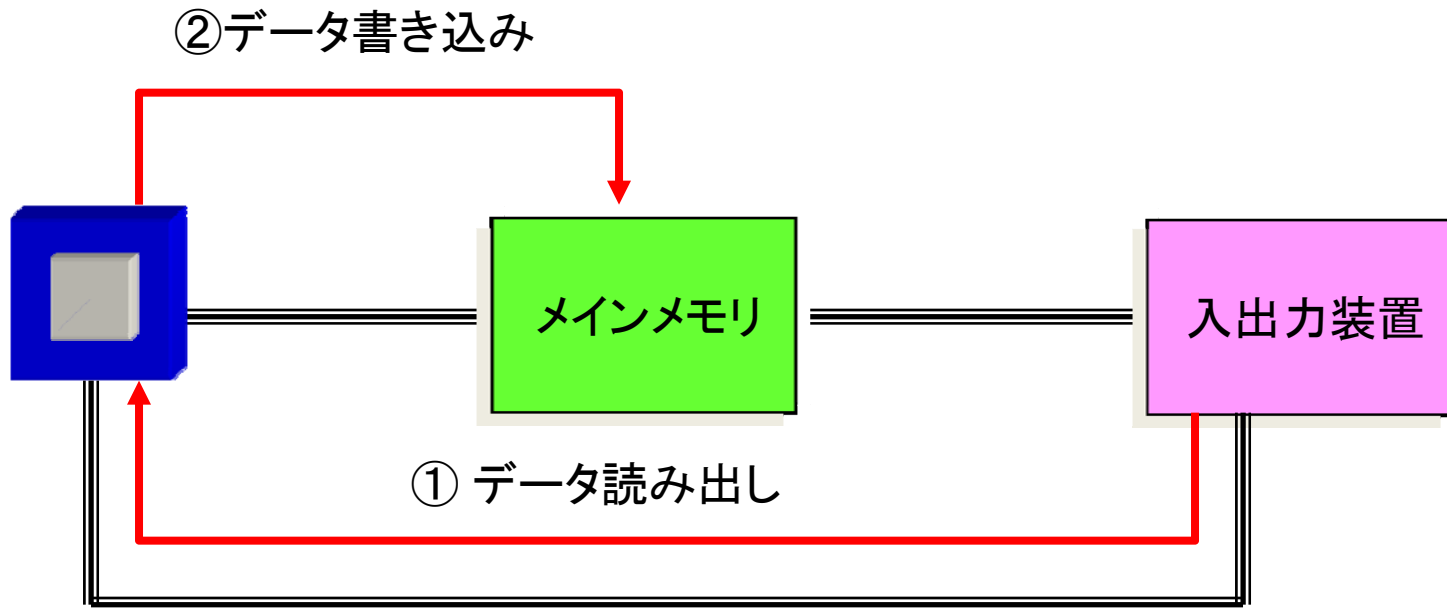 ②データ書き込み
メインメモリ
入出力装置
① データ読み出し